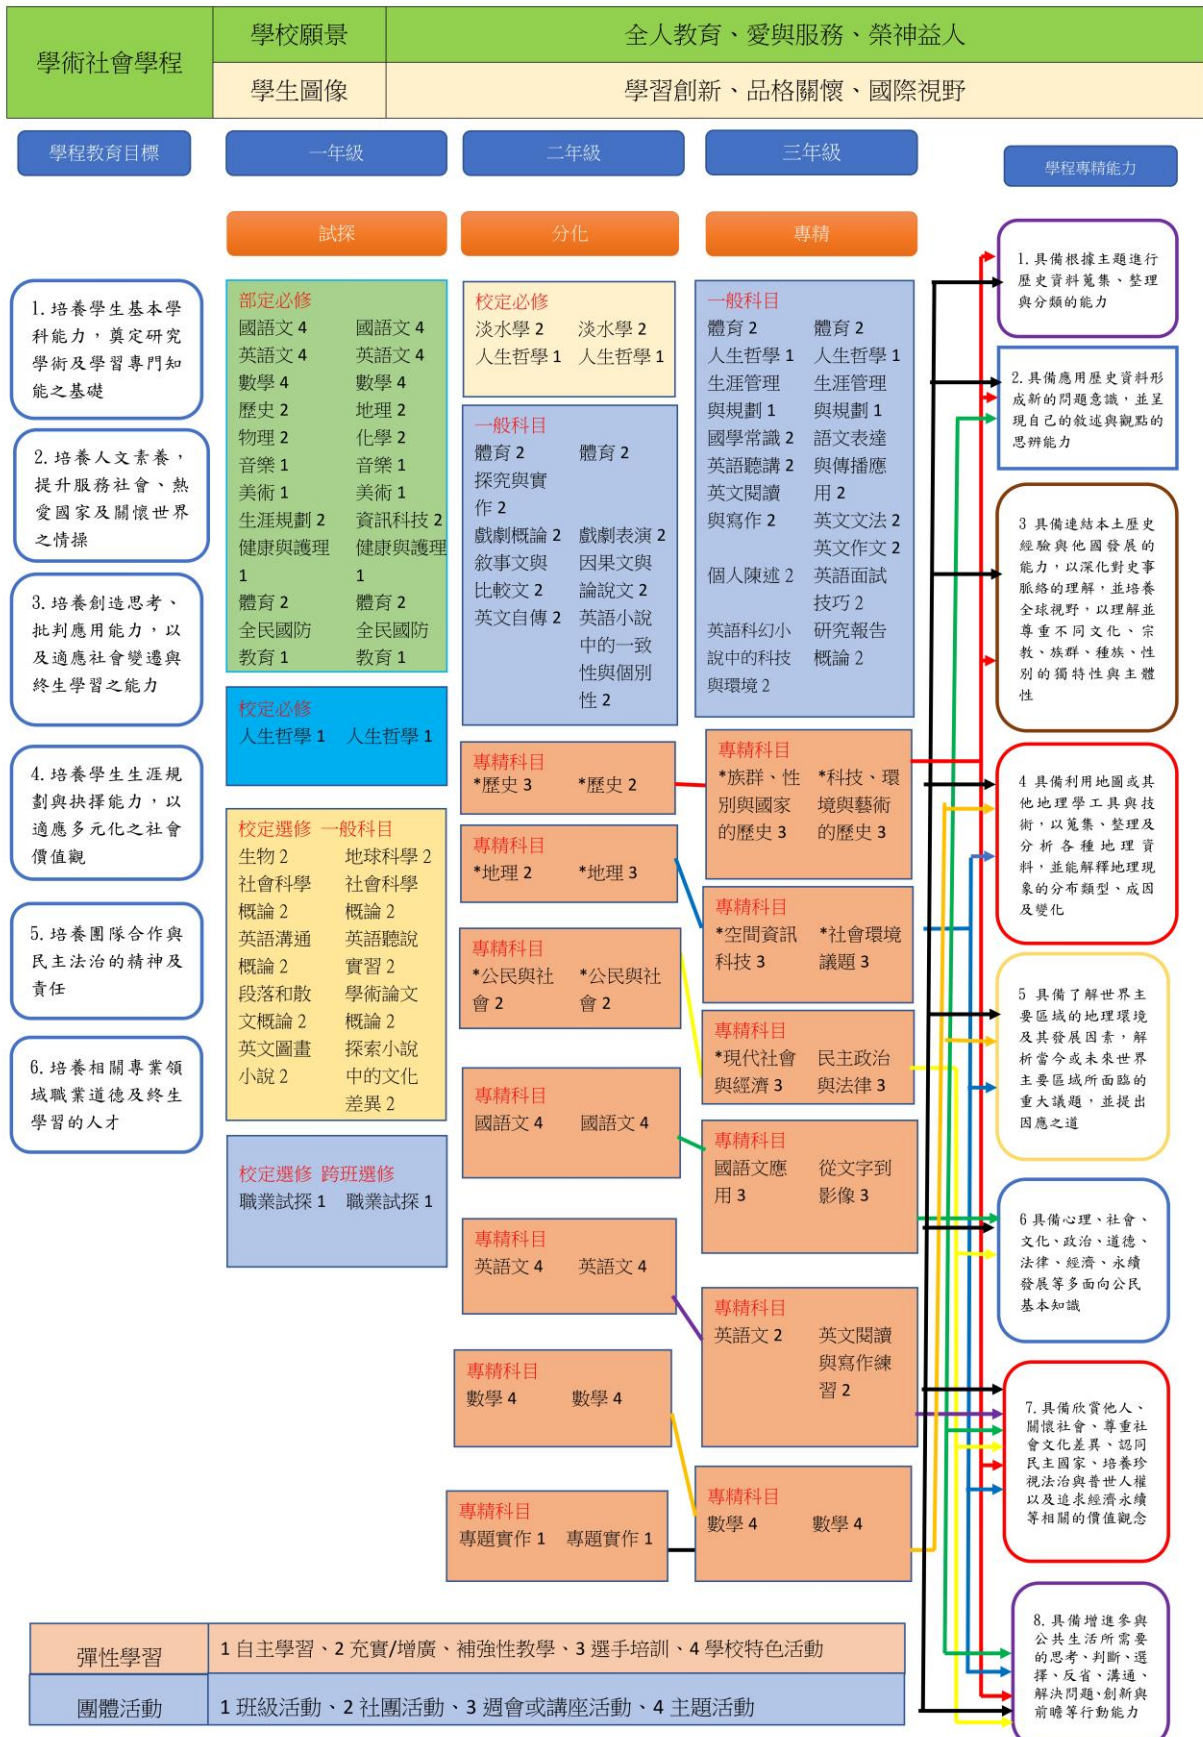 學術社會學程
學校願景
全人教育、愛與服務、榮神益人
學生圖像
學習創新、品格關懷、國際視野
學程教育目標
一年級
二年級
三年級
學程專精能力
試探
分化
專精
1.培養學生基本學
科能力，奠定研究
學術及學習專門知
能之基礎
2.培養人文素養，
提升服務社會、熱
愛國家及關懷世界
之情操
3.培養創造思考、
批判應用能力，以
及適應社會變遷與
終生學習之能力
4.培養學生生涯規
劃與抉擇能力，以
適應多元化之社會
價值觀
5.培養團隊合作與
民主法治的精神及
責任
6.培養相關專業領
域職業道德及終生
學習的人才
部定必修
國語文 4 國語文 4
英語文 4 英語文 4
數學 4 數學 4
歷史 2 地理 2
物理 2 化學 2
音樂 1 音樂 1
美術 1 美術 1
生涯規劃 2 資訊科技 2
健康與護理 健康與護理
1 1
體育 2 體育 2
全民國防 全民國防
教育 1 教育 1
校定必修
人生哲學 1 人生哲學 1
校定選修 一般科目
生物 2 地球科學 2
社會科學 社會科學
概論 2 概論 2
英語溝通 英語聽說
概論 2 實習 2
段落和散 學術論文
文概論 2 概論 2
英文圖畫 探索小說
小說 2 中的文化
差異 2
校定選修 跨班選修
職業試探 1 職業試探 1
校定必修
淡水學 2 淡水學 2
人生哲學 1 人生哲學 1
一般科目
體育 2 體育 2
探究與實
作 2
戲劇概論 2 戲劇表演 2
敘事文與 因果文與
比較文 2 論說文 2
英文自傳 2 英語小說
中的一致
性與個別
性 2
專精科目
*歷史 3 *歷史 2
專精科目
*地理 2 *地理 3
專精科目
*公民與社 *公民與社
會 2 會 2
專精科目
國語文 4 國語文 4
專精科目
英語文 4 英語文 4
專精科目
數學 4 數學 4
專精科目
專題實作 1 專題實作 1
一般科目
體育 2 體育 2
人生哲學 1 人生哲學 1
生涯管理 生涯管理
與規劃 1 與規劃 1
國學常識 2 語文表達
英語聽講 2 與傳播應
英文閱讀 用 2
與寫作 2 英文文法 2
英文作文 2
個人陳述 2 英語面試
技巧 2
英語科幻小 研究報告
說中的科技 概論 2
與環境 2
專精科目
*族群、性 *科技、環
別與國家 境與藝術
的歷史 3 的歷史 3
專精科目
*空間資訊 *社會環境
科技 3 議題 3
專精科目
*現代社會 民主政治
與經濟 3 與法律 3
專精科目
國語文應 從文字到
用 3 影像 3
專精科目
英語文 2 英文閱讀
與寫作練
習 2
專精科目
數學 4 數學 4
1.具備根據主題進行
歷史資料蒐集、整理
與分類的能力
2.具備應用歷史資料形
成新的問題意識，並呈
現自己的敘述與觀點的
思辨能力
3 具備連結本土歷史
經驗與他國發展的
能力，以深化對史事
脈絡的理解，並培養
全球視野，以理解並
尊重不同文化、宗
教、族群、種族、性
別的獨特性與主體
性
4 具備利用地圖或其
他地理學工具與技
術，以蒐集、整理及
分析各種地理資
料，並能解釋地理現
象的分布類型、成因
及變化
5 具備了解世界主
要區域的地理環境
及其發展因素，解
析當今或未來世界
主要區域所面臨的
重大議題，並提出
因應之道
6 具備心理、社會、
文化、政治、道德、
法律、經濟、永續
發展等多面向公民
基本知識
7.具備欣賞他人、
關懷社會、尊重社
會文化差異、認同
民主國家、培養珍
視法治與普世人權
以及追求經濟永續
等相關的價值觀念
8.具備增進參與
公共生活所需要
的思考、判斷、選
擇、反省、溝通、
解決問題、創新與
前瞻等行動能力
彈性學習
1 自主學習、2 充實/增廣、補強性教學、3 選手培訓、4 學校特色活動
團體活動
1 班級活動、2 社團活動、3 週會或講座活動、4 主題活動